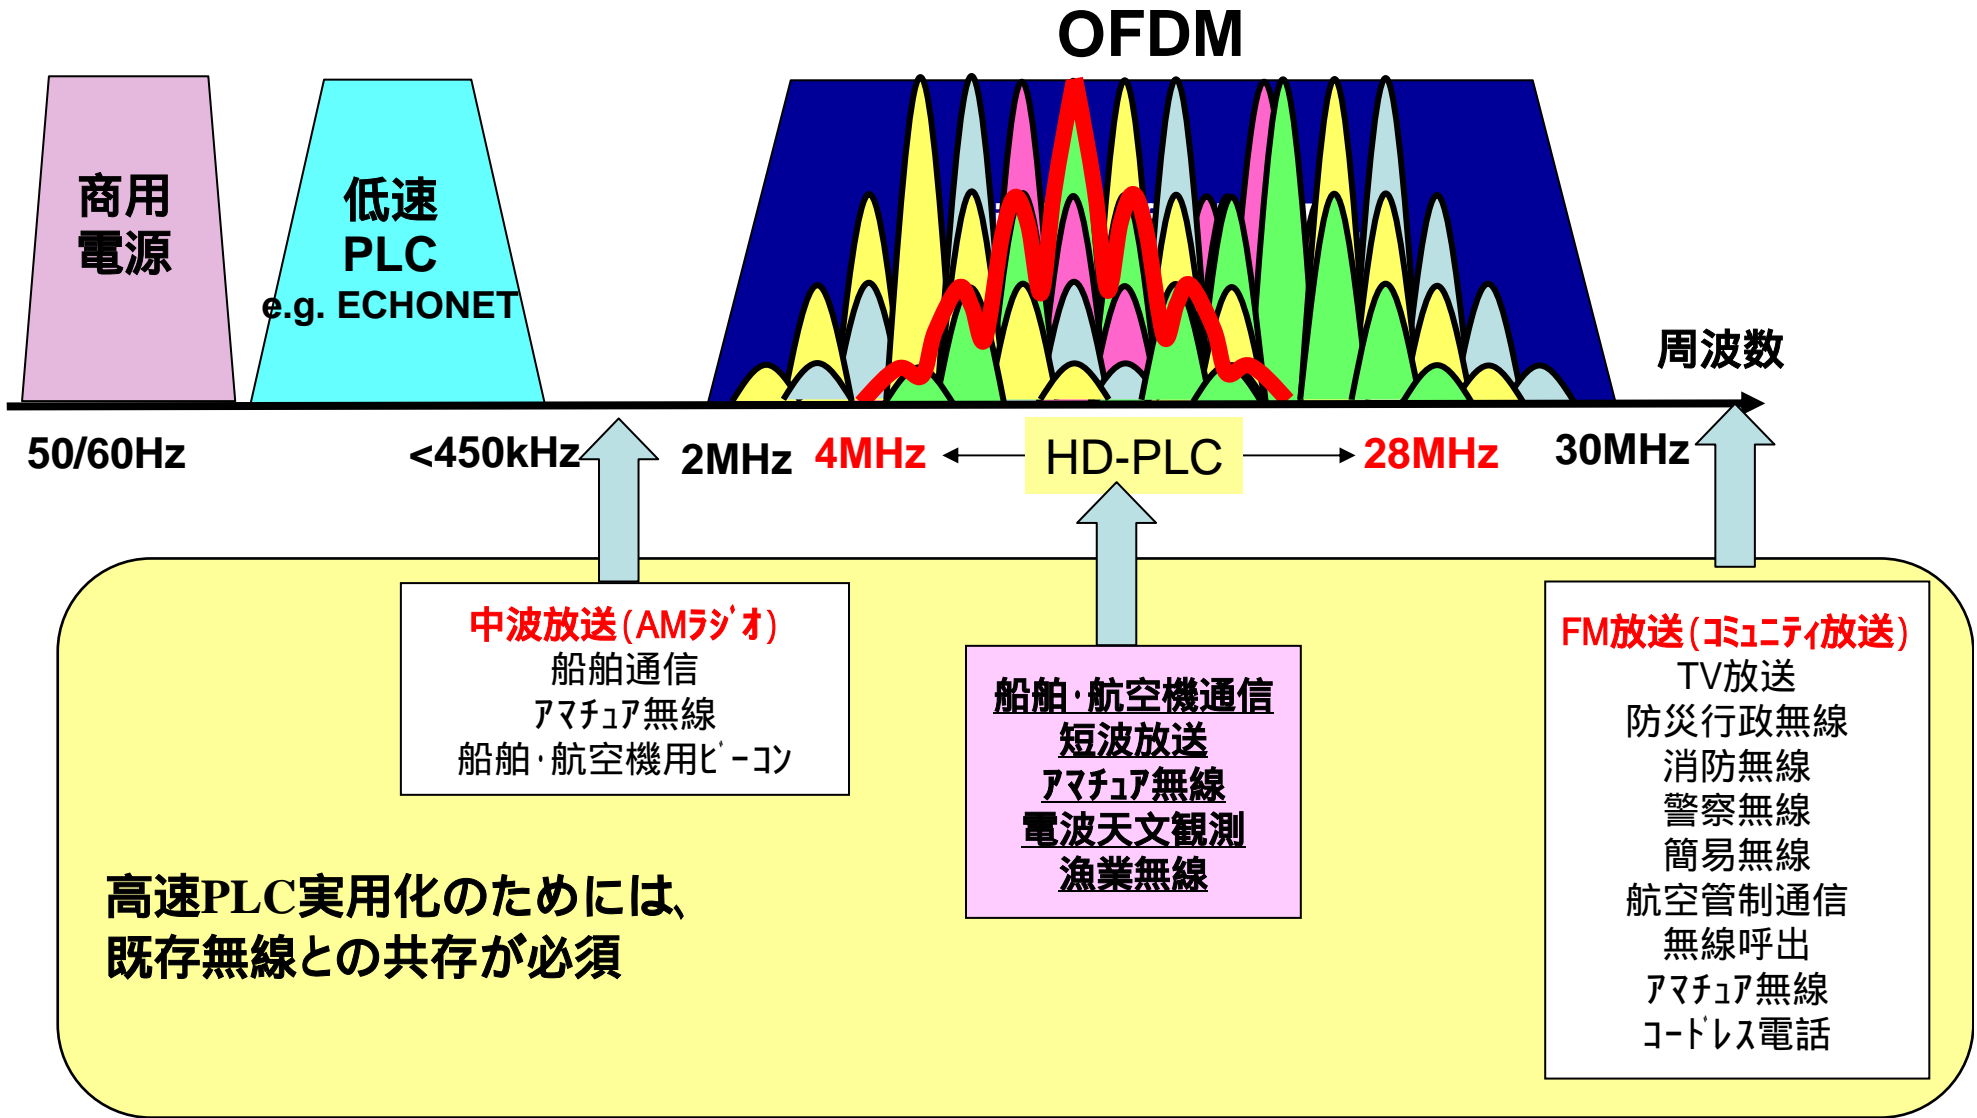 OFDM
商用
電源
低速
PLC
e.g. ECHONET
周波数
50/60Hz
<450kHz
2MHz
4MHz
HD-PLC
28MHz
30MHz
中波放送(AMﾗｼﾞｵ)
船舶通信
ｱﾏﾁｭｱ無線
船舶･航空機用ﾋﾞｰｺﾝ
船舶･航空機通信
短波放送
ｱﾏﾁｭｱ無線
電波天文観測
漁業無線
FM放送(ｺﾐｭﾆﾃｨ放送)
TV放送
防災行政無線
消防無線
警察無線
簡易無線
航空管制通信
無線呼出
ｱﾏﾁｭｱ無線
ｺｰﾄﾞﾚｽ電話
高速PLC実用化のためには、
既存無線との共存が必須